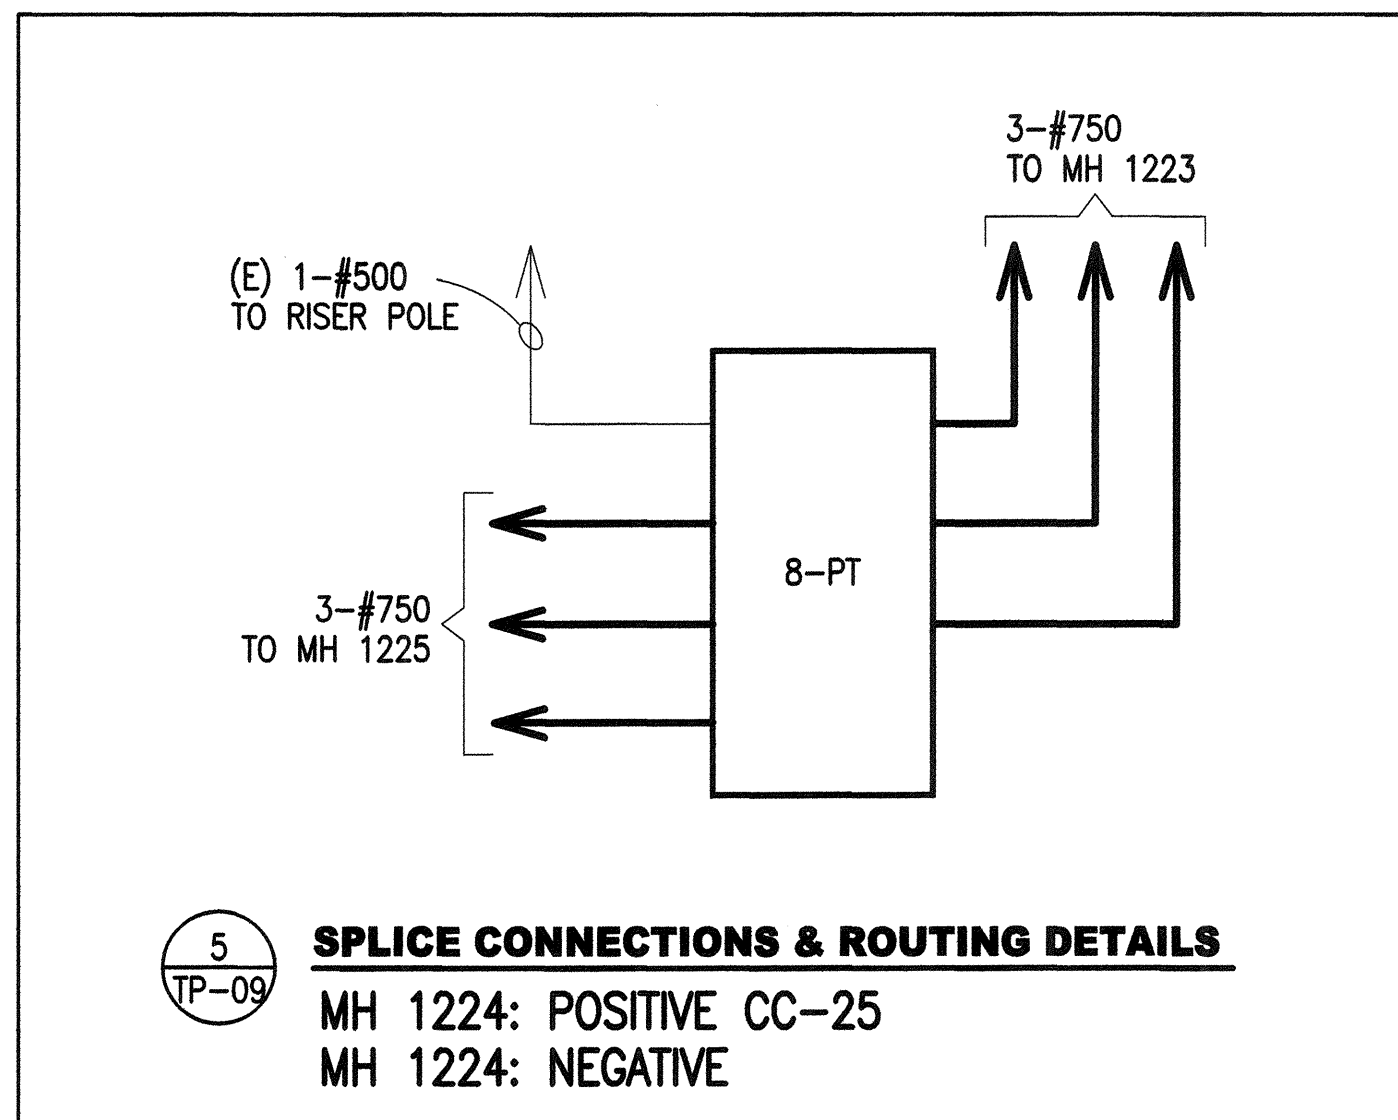 3-#750
TO MH 1223
(E) 1-#500
TO RISER POLE
8-PT
3-#750
TO MH 1225
5
TP-09
SPLICE CONNECTIONS & ROUTING DETAILS
MH 1224: POSITIVE CC-25
MH 1224: NEGATIVE